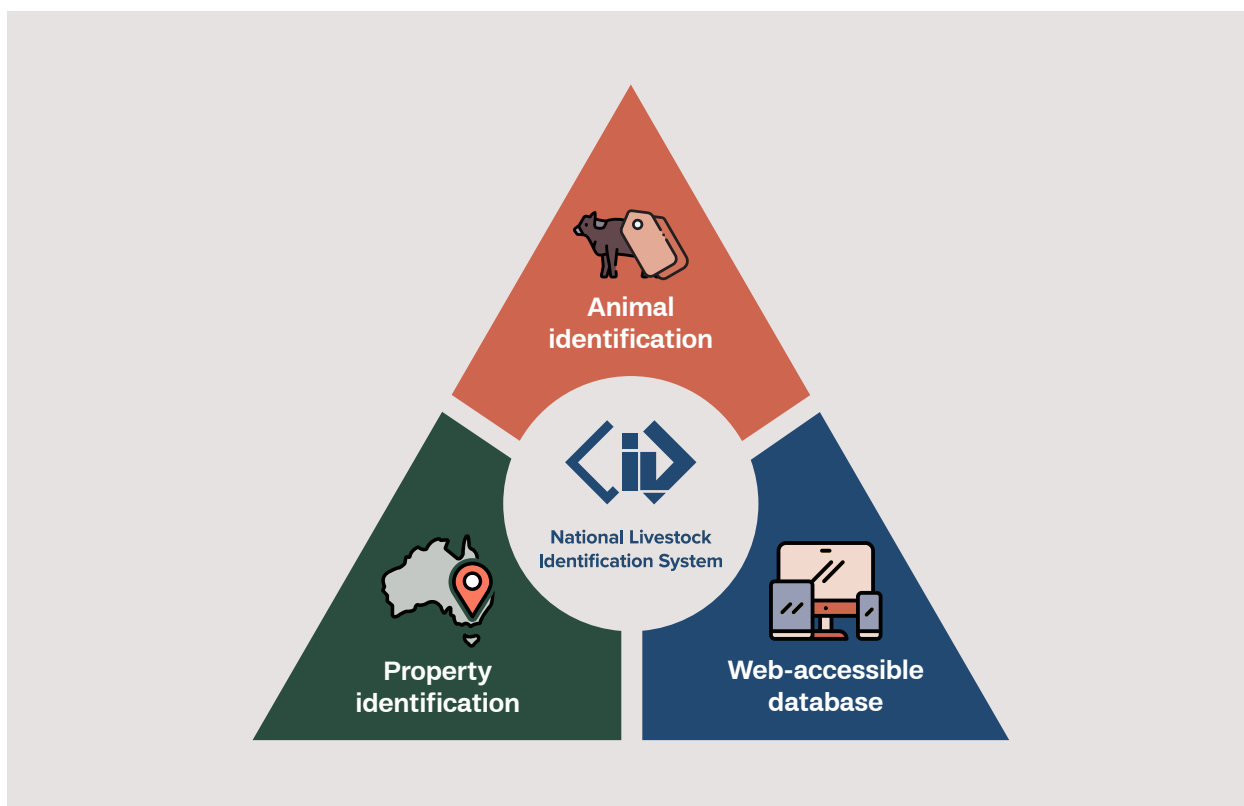 Animal
identification
National Livestock
Identification System
Property
identification
Web-accessible
database